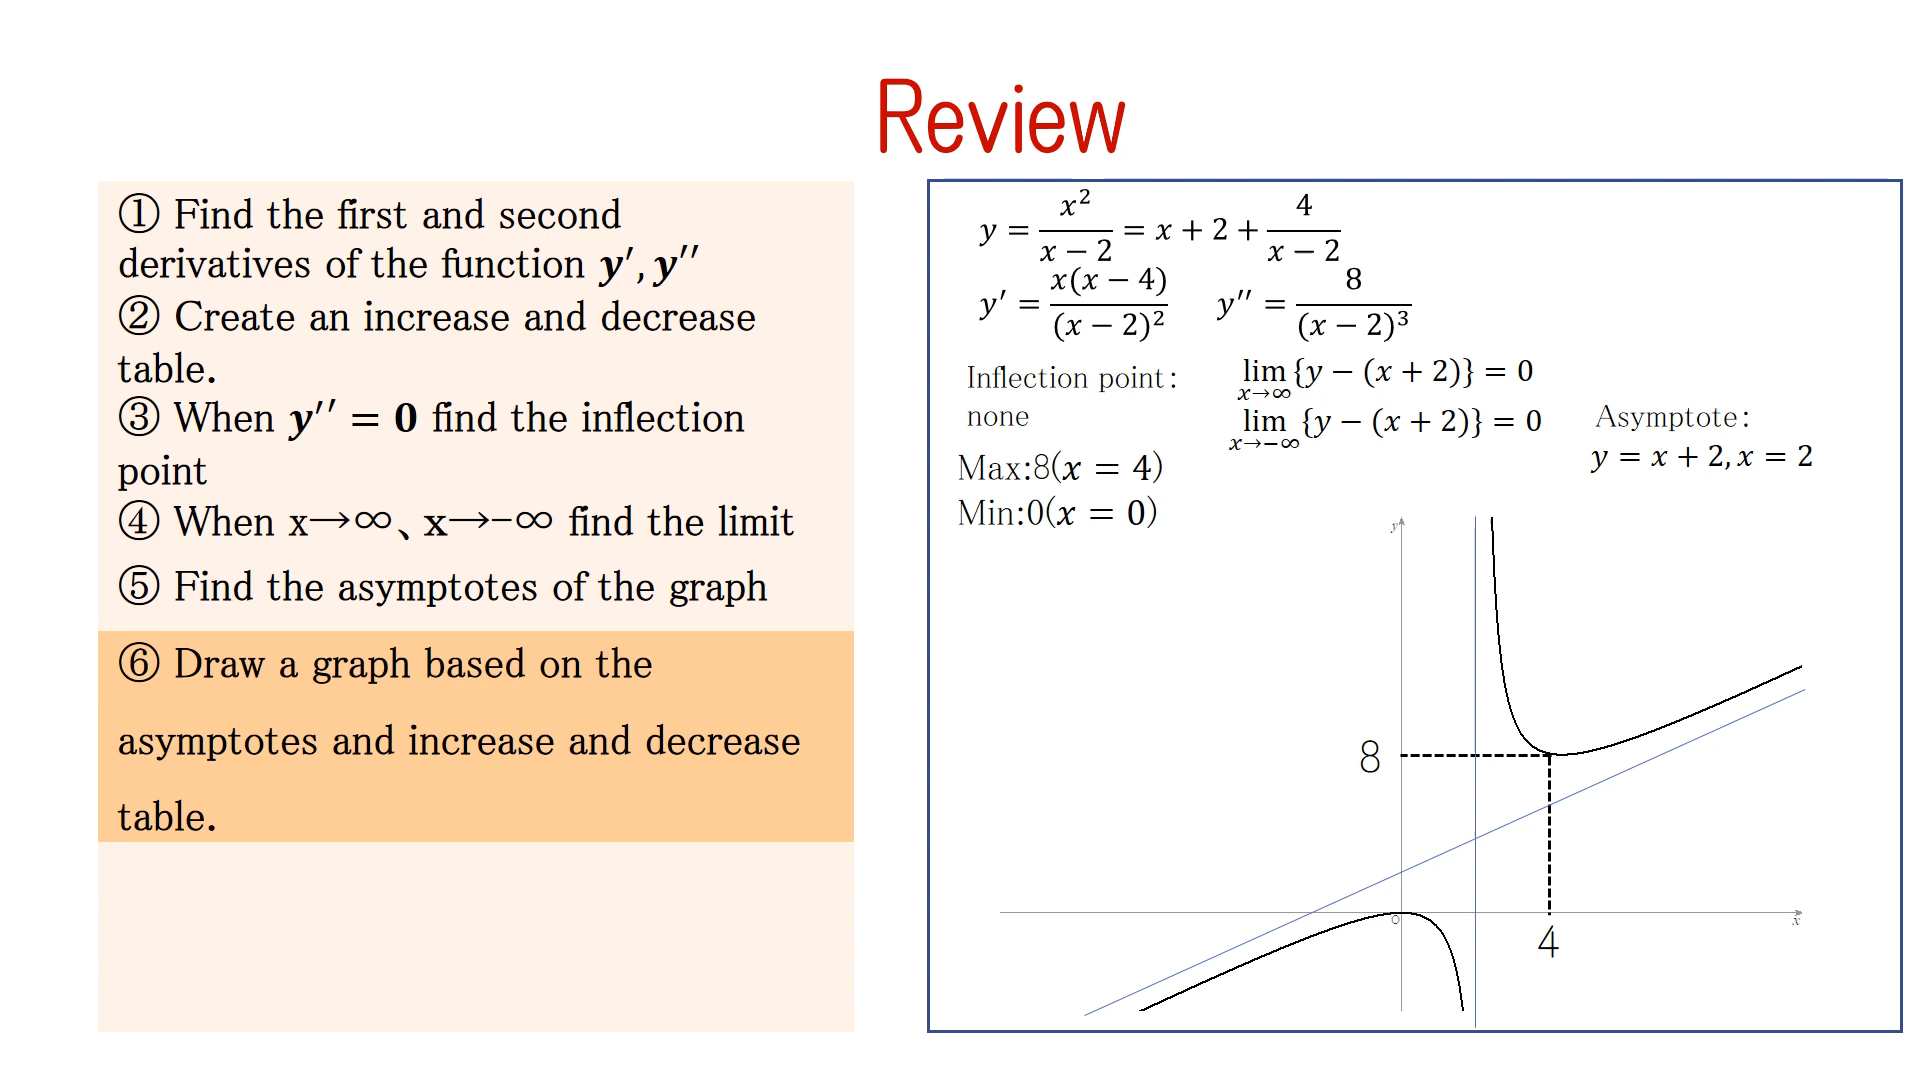 Review
① Find the first and second
derivatives of the function y′, y′′
② Create an increase and decrease
table.
③ When y′′ = 0 find the inflection
point
④ When x→∞、x→−∞ find the limit
⑤ Find the asymptotes of the graph
⑥ Draw a graph based on the
asymptotes and increase and decrease
table.
y = x²/(x − 2) = x + 2 + 4/(x − 2)
y′ = x(x − 4)/(x − 2)² y′′ = 8/(x − 2)³
Inflection point:
none
lim x→∞ {y − (x + 2)} = 0
lim x→−∞ {y − (x + 2)} = 0
Asymptote:
y = x + 2, x = 2
Max:8(x = 4)
Min:0(x = 0)
y
8
O
x
4